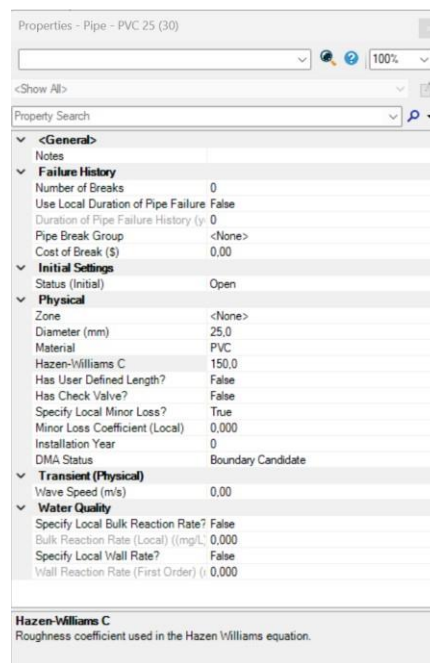 Properties - Pipe - PVC 25 (30)
100%
<Show All>
Property Search
<General>
Notes
Failure History
Number of Breaks 0
Use Local Duration of Pipe Failure False
Duration of Pipe Failure History (y 0
Pipe Break Group <None>
Cost of Break ($) 0,00
Initial Settings
Status (Initial) Open
Physical
Zone <None>
Diameter (mm) 25,0
Material PVC
Hazen-Williams C 150,0
Has User Defined Length? False
Has Check Valve? False
Specify Local Minor Loss? True
Minor Loss Coefficient (Local) 0,000
Installation Year 0
DMA Status Boundary Candidate
Transient (Physical)
Wave Speed (m/s) 0,00
Water Quality
Specify Local Bulk Reaction Rate? False
Bulk Reaction Rate (Local) ((mg/L 0,000
Specify Local Wall Rate? False
Wall Reaction Rate (First Order) ( 0,000
Hazen-Williams C
Roughness coefficient used in the Hazen Williams equation.